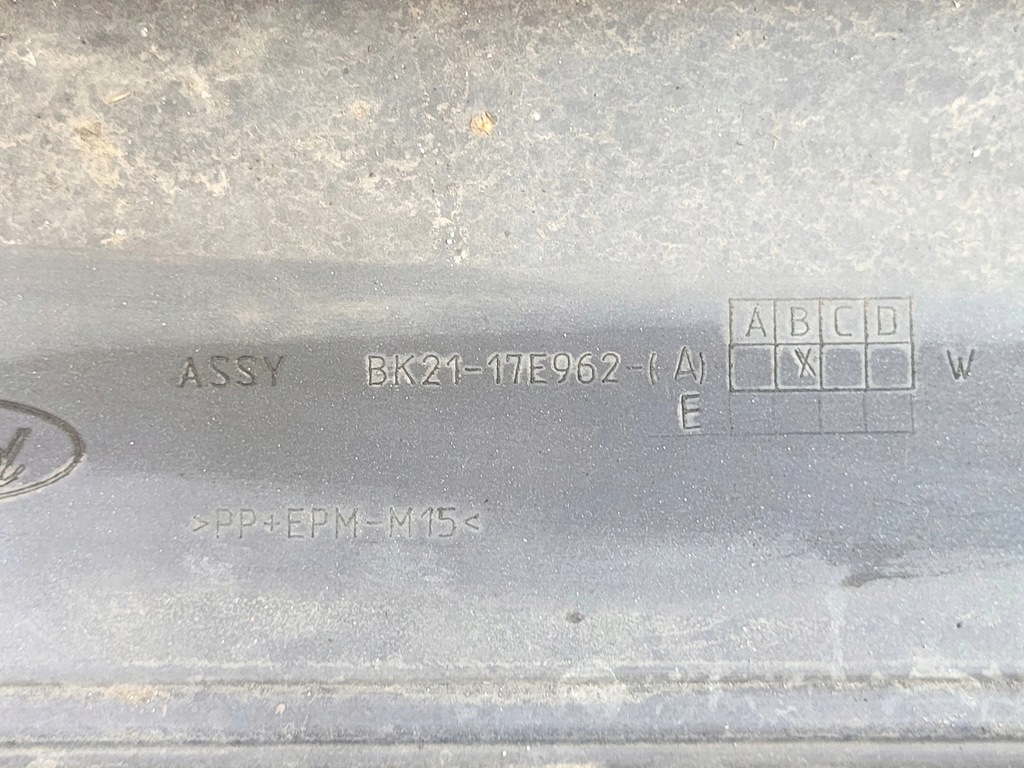 A B C D
ASSY BK21-17E962-(A) X W
E
>PP+EPM-M15<